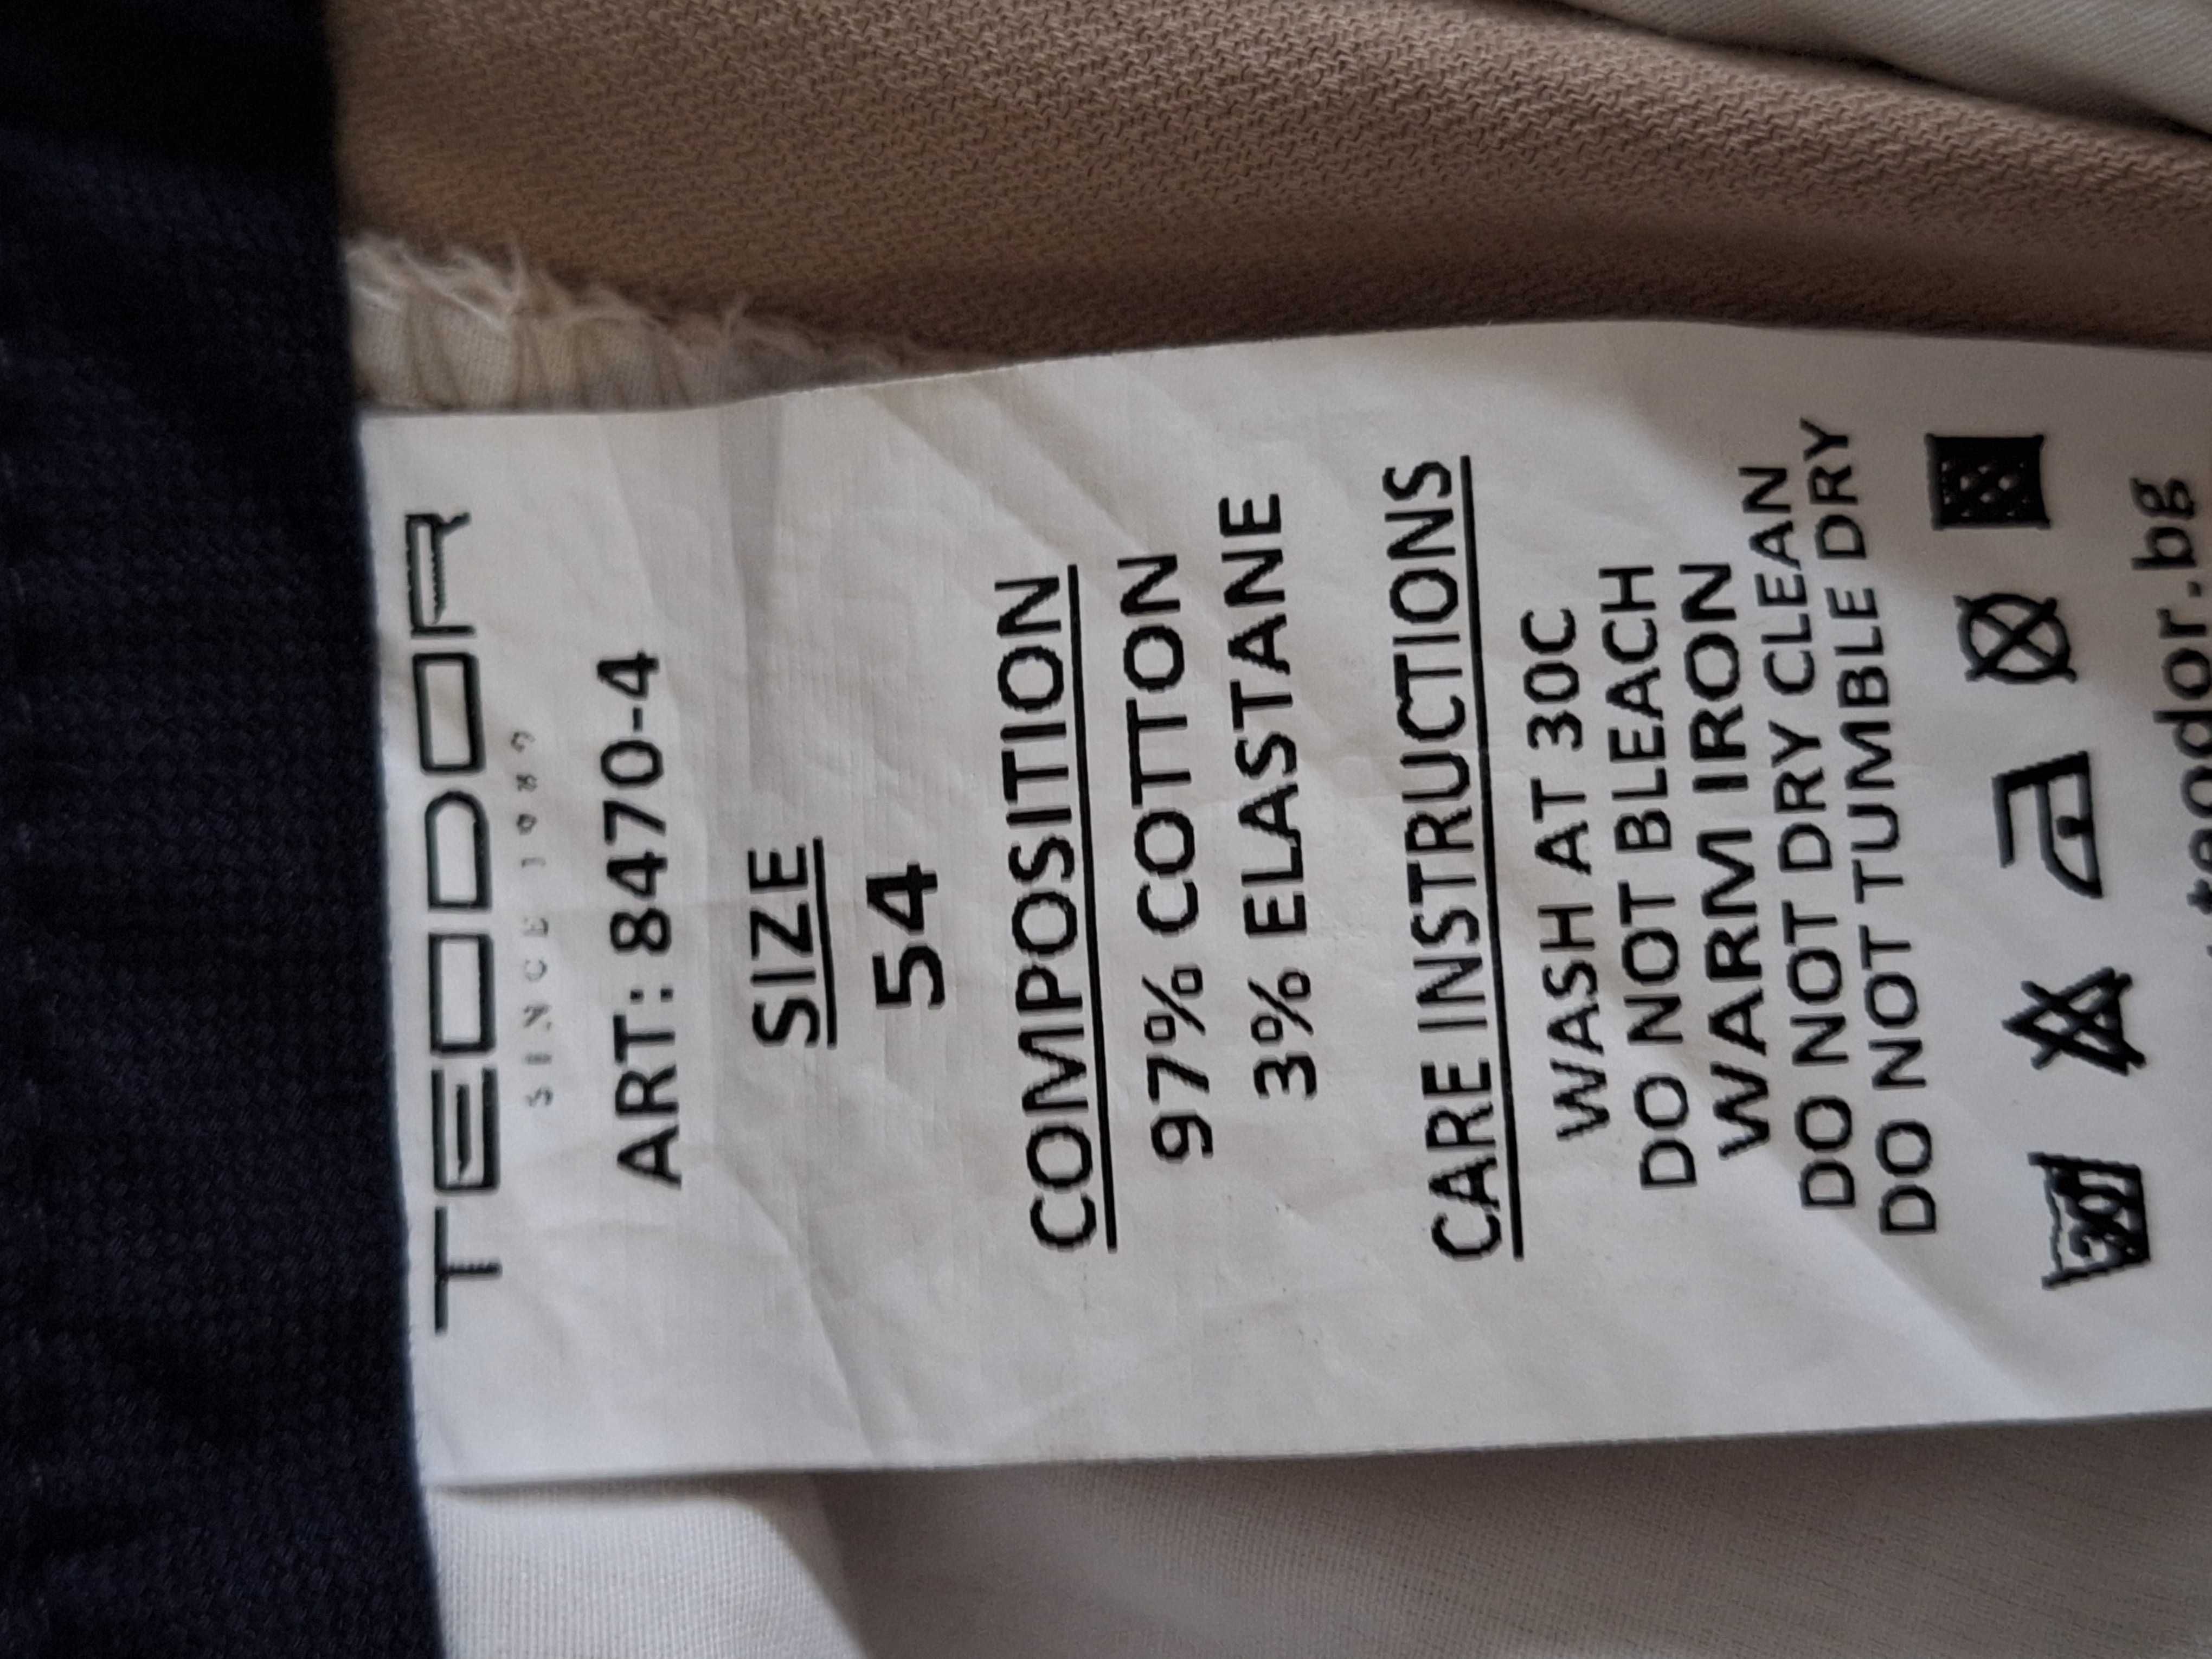 TEODOR
SINCE 1989
ART: 8470-4
SIZE
54
COMPOSITION
97% COTTON
3% ELASTANE
CARE INSTRUCTIONS
WASH AT 30C
DO NOT BLEACH
WARM IRON
DO NOT DRY CLEAN
DO NOT TUMBLE DRY
30
teodor.bg